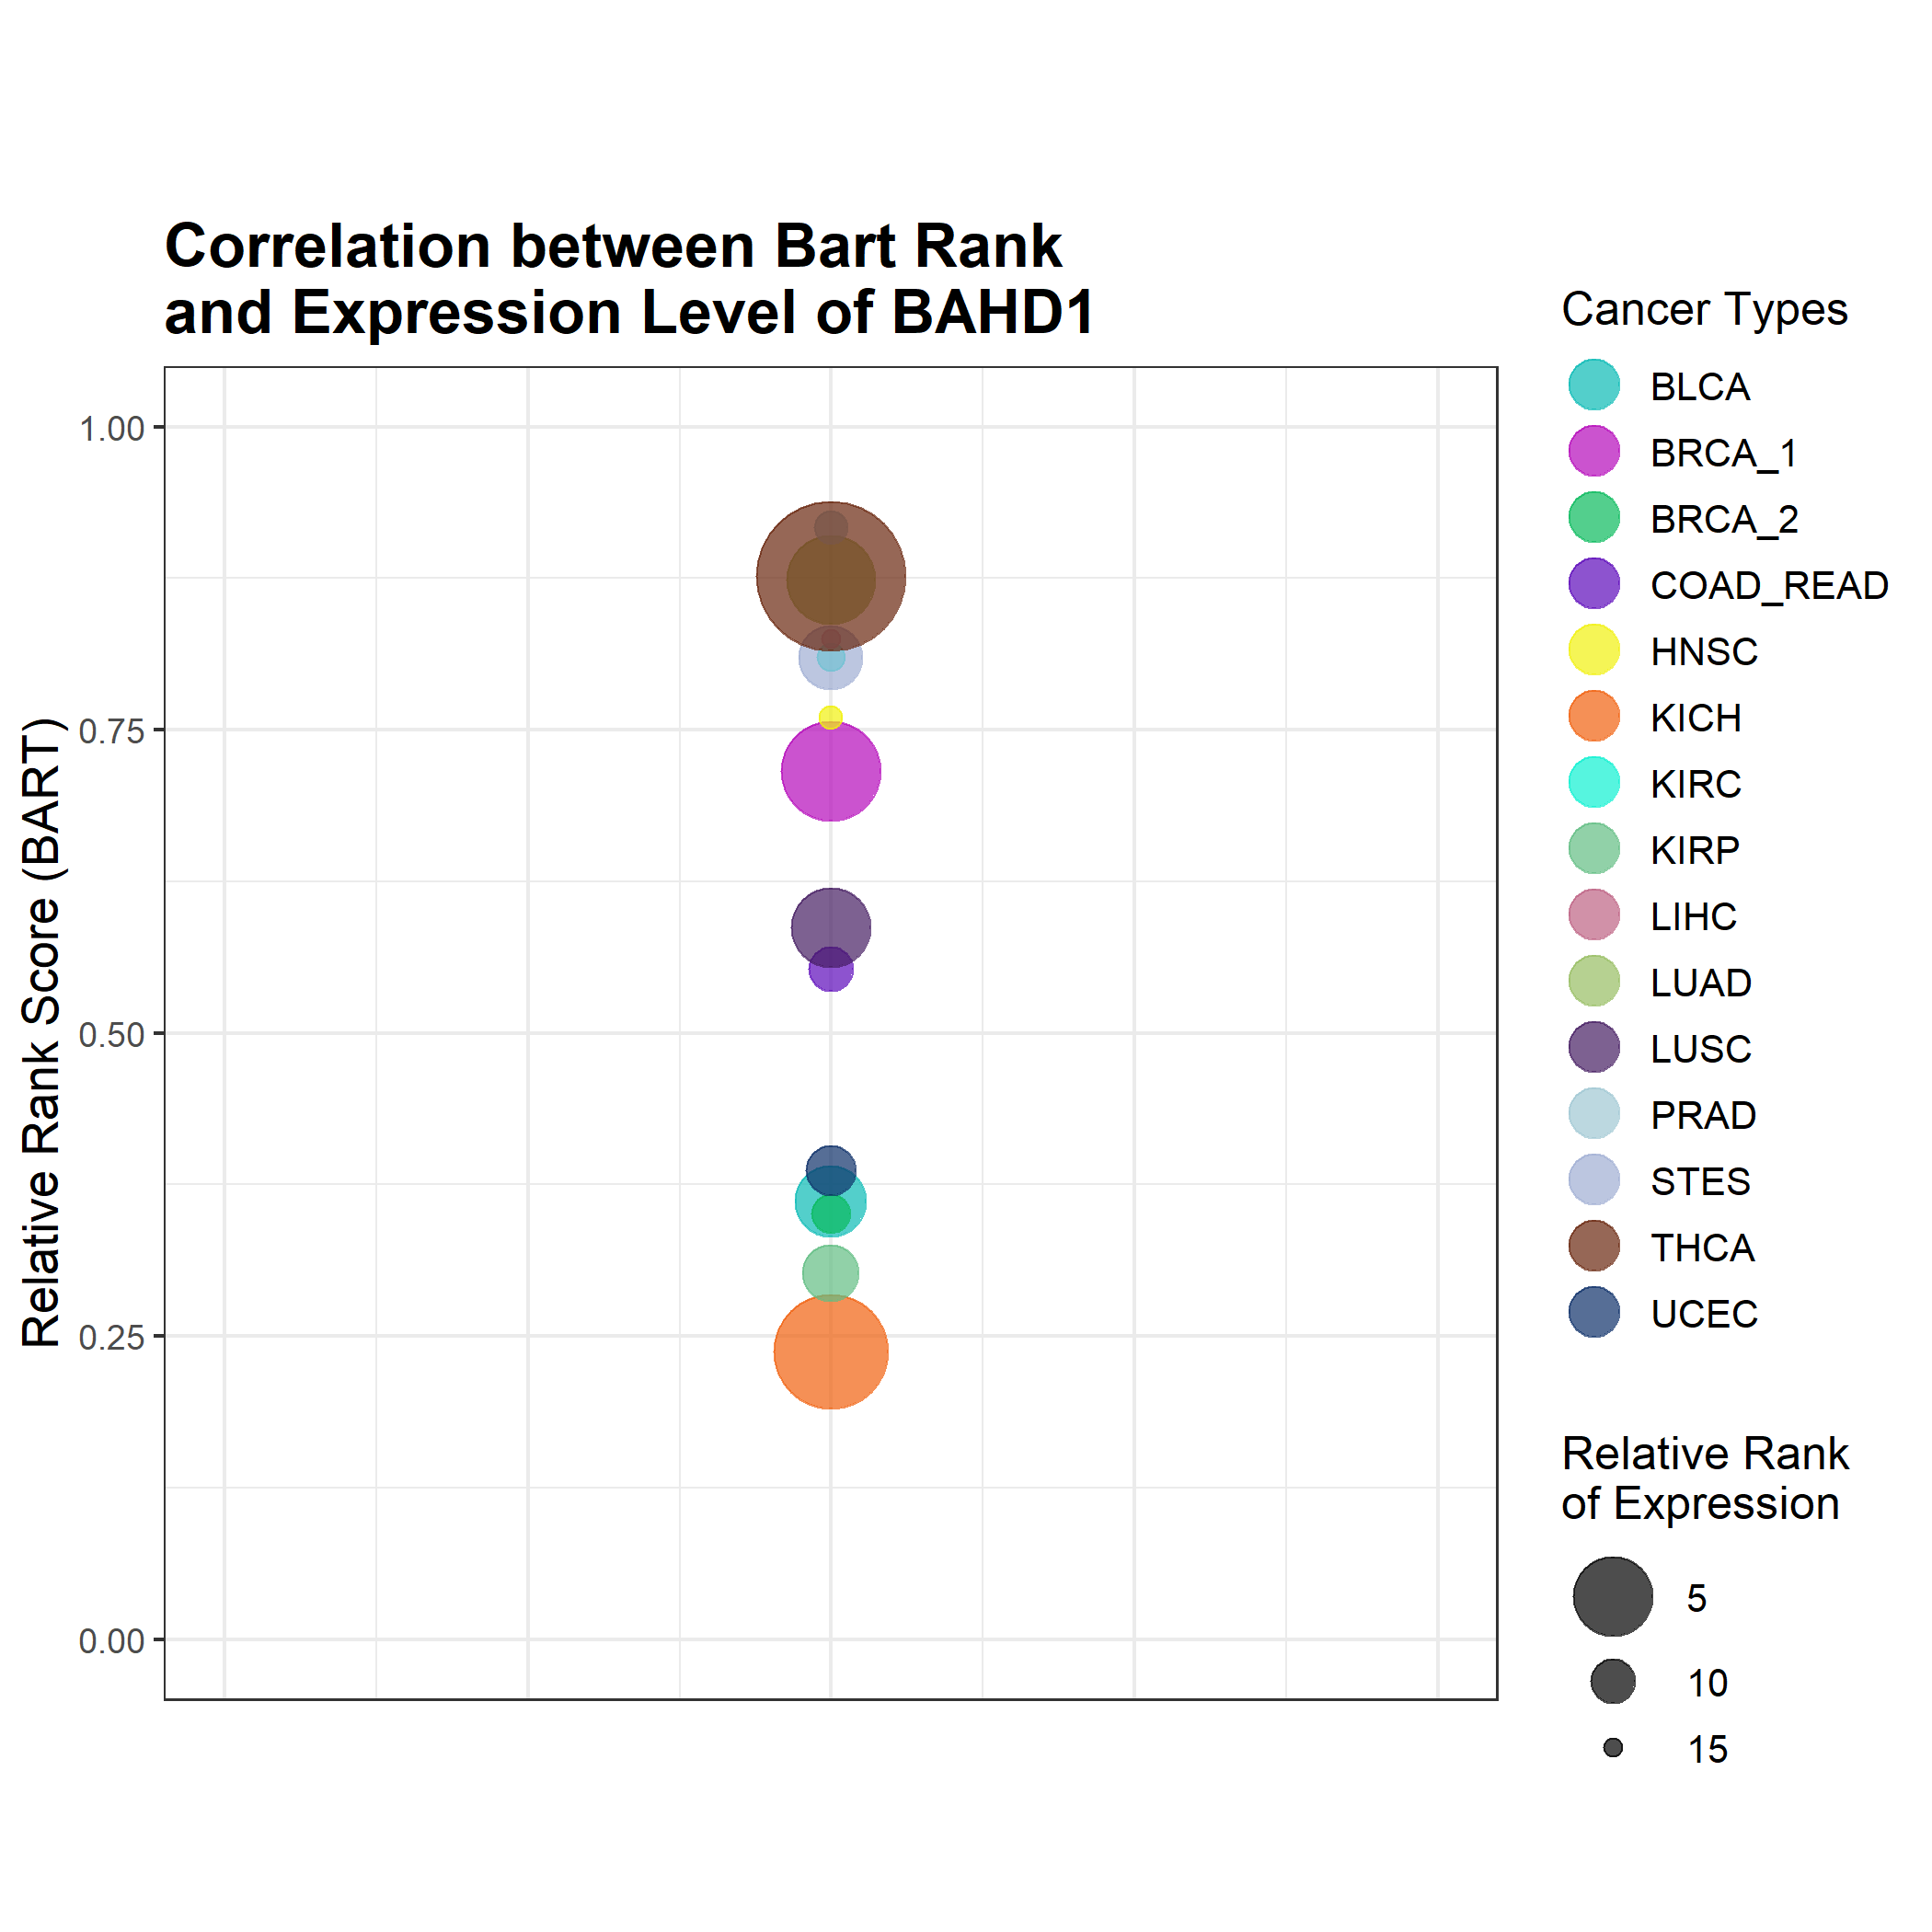 Correlation between Bart Rank
and Expression Level of BAHD1
Relative Rank Score (BART)
1.00
0.75
0.50
0.25
0.00
Cancer Types
BLCA
BRCA_1
BRCA_2
COAD_READ
HNSC
KICH
KIRC
KIRP
LIHC
LUAD
LUSC
PRAD
STES
THCA
UCEC
Relative Rank
of Expression
5
10
15